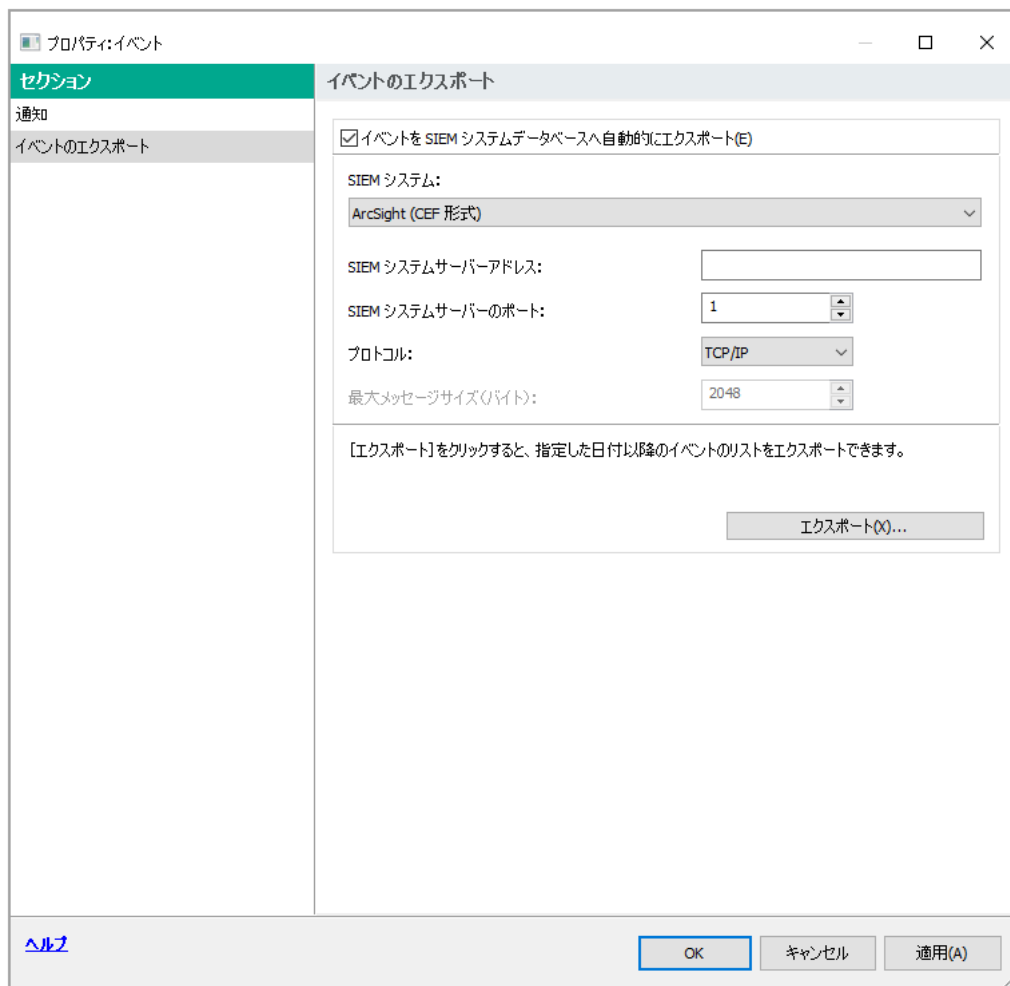 プロパティ:イベント
セクション
通知
イベントのエクスポート
イベントのエクスポート
イベントを SIEM システムデータベースへ自動的にエクスポート(E)
SIEM システム:
ArcSight (CEF 形式)
SIEM システムサーバーアドレス:
SIEM システムサーバーのポート:
1
プロトコル:
TCP/IP
最大メッセージサイズ(バイト):
2048
[エクスポート]をクリックすると、指定した日付以降のイベントのリストをエクスポートできます。
エクスポート(X)...
ヘルプ
OK
キャンセル
適用(A)